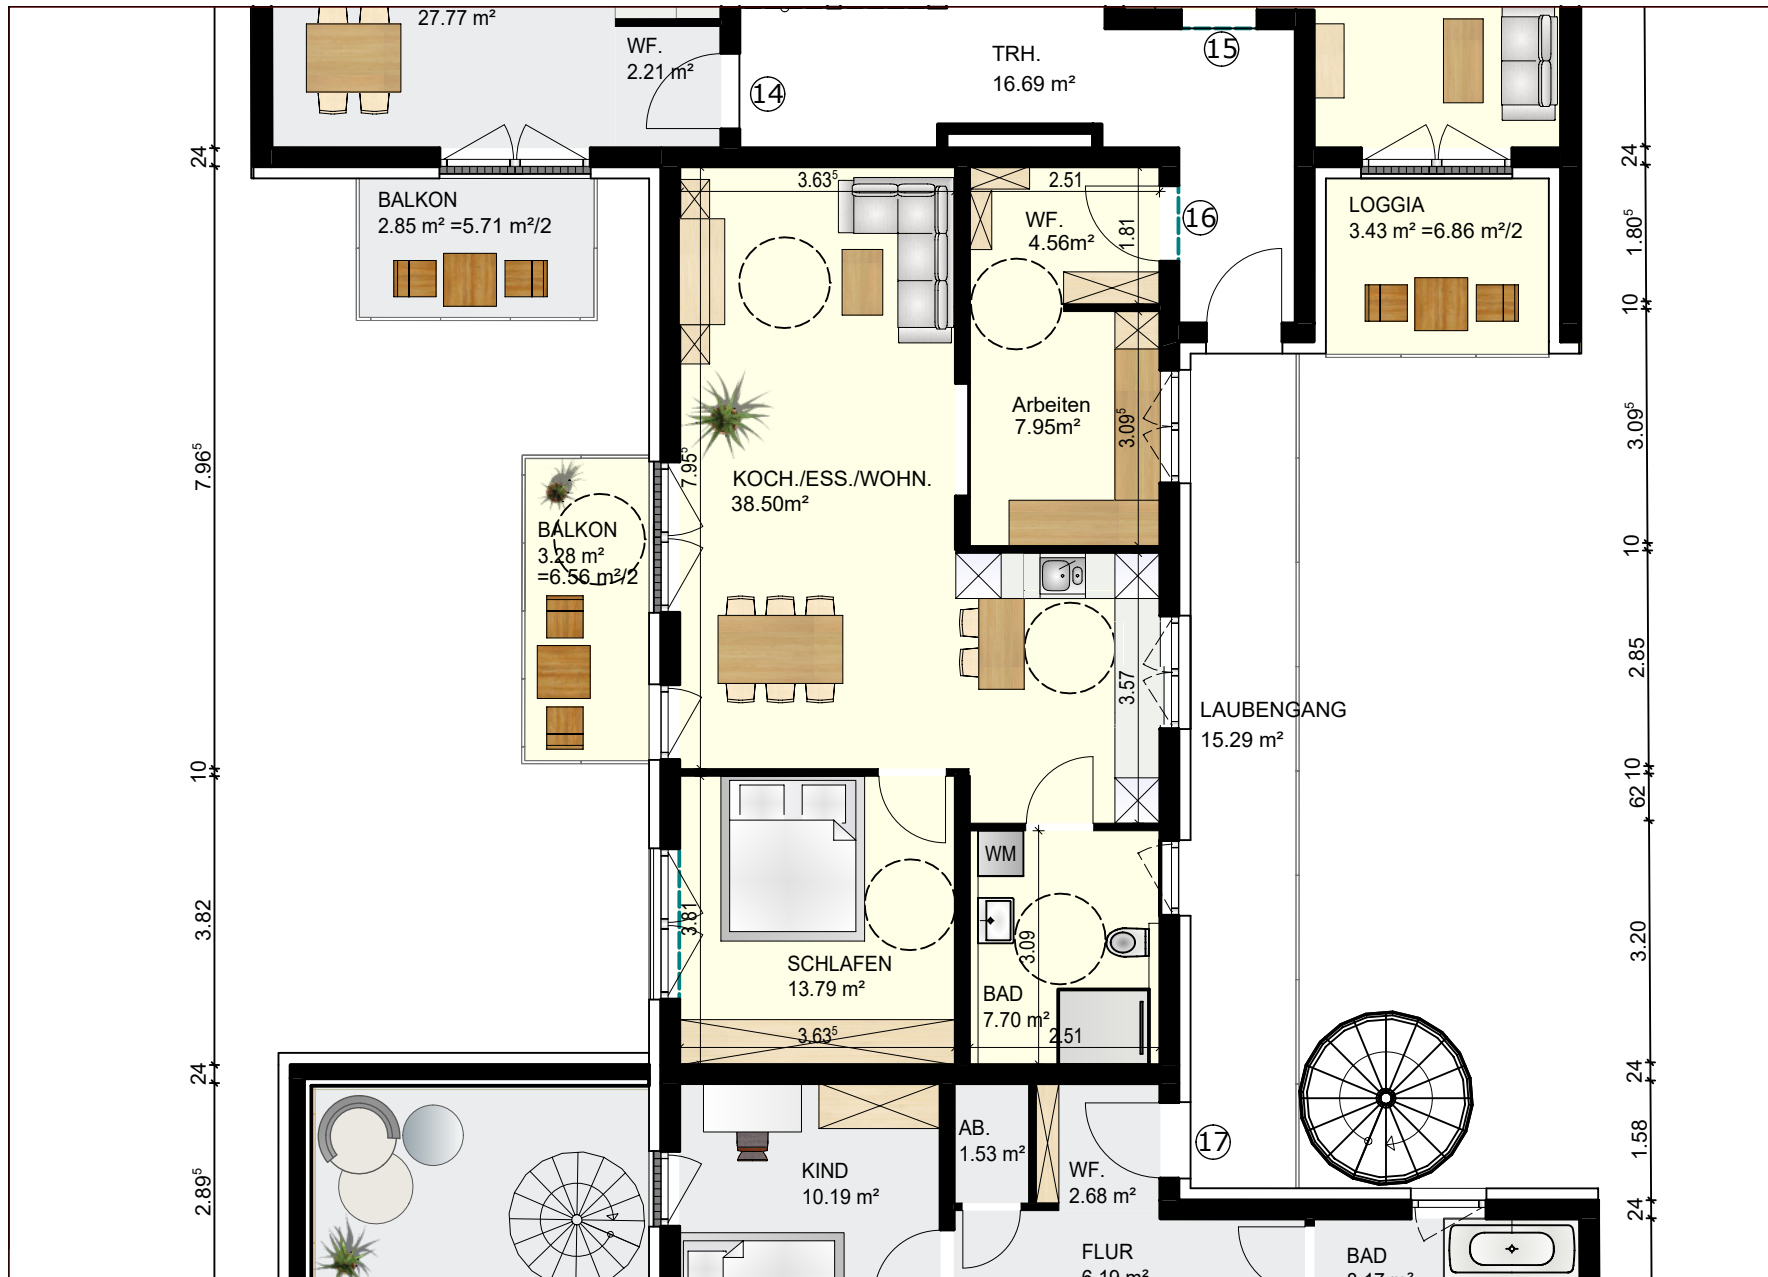 27.77 m²
WF.
2.21 m²
14
TRH.
16.69 m²
15
24
24
BALKON
2.85 m² =5.71 m²/2
3.63⁵
2.51
WF.
4.56m²
1.81
16
LOGGIA
3.43 m² =6.86 m²/2
1.80⁵
10
Arbeiten
7.95m²
3.09⁵
3.09⁵
7.96⁵
7.95⁵
KOCH./ESS./WOHN.
38.50m²
BALKON
3.28 m²
=6.56 m²/2
10
2.85
3.57
LAUBENGANG
15.29 m²
10
10
62
WM
3.82
3.81
SCHLAFEN
13.79 m²
3.63⁵
3.09
BAD
7.70 m²
2.51
3.20
24
24
KIND
10.19 m²
AB.
1.53 m²
WF.
2.68 m²
17
1.58
2.89⁵
24
FLUR
6.19 m²
BAD